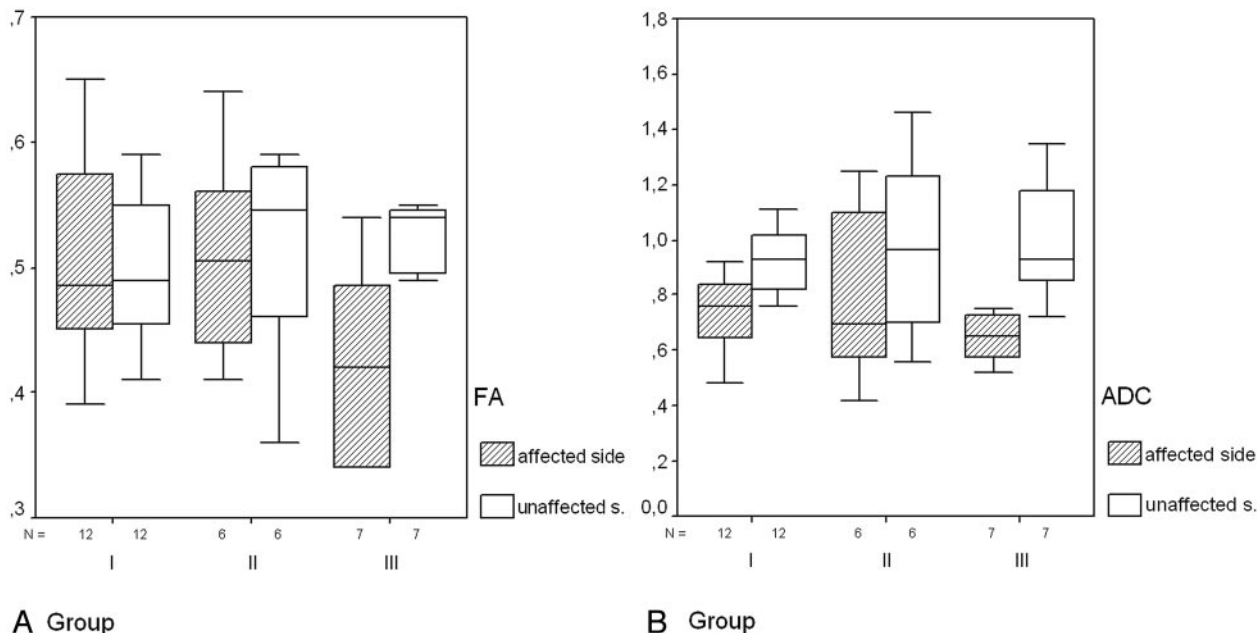 ,7
,6
,5
,4
,3
FA
affected side
unaffected s.
N = 12 12 6 6 7 7
I II III
A Group
1,8
1,6
1,4
1,2
1,0
,8
,6
,4
,2
0,0
ADC
affected side
unaffected s.
N = 12 12 6 6 7 7
I II III
B Group